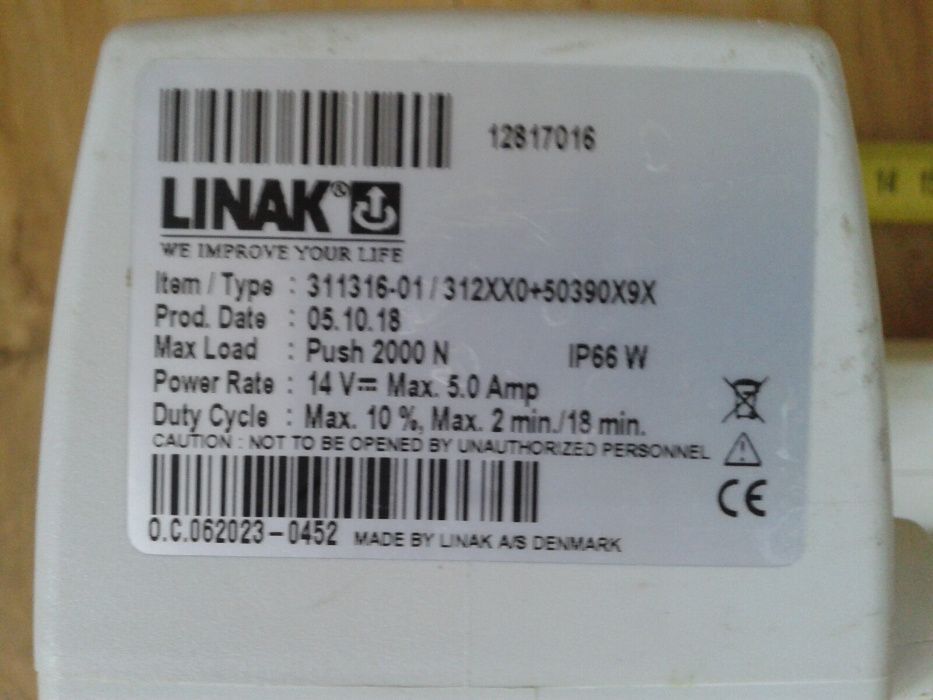 12817016
LINAK®
WE IMPROVE YOUR LIFE
Item / Type : 311316-01 / 312XX0+50390X9X
Prod. Date : 05.10.18
Max Load : Push 2000 N IP66 W
Power Rate : 14 V⎓ Max. 5.0 Amp
Duty Cycle : Max. 10 %, Max. 2 min./18 min.
CAUTION : NOT TO BE OPENED BY UNAUTHORIZED PERSONNEL
CE
O.C.062023-0452 MADE BY LINAK A/S DENMARK